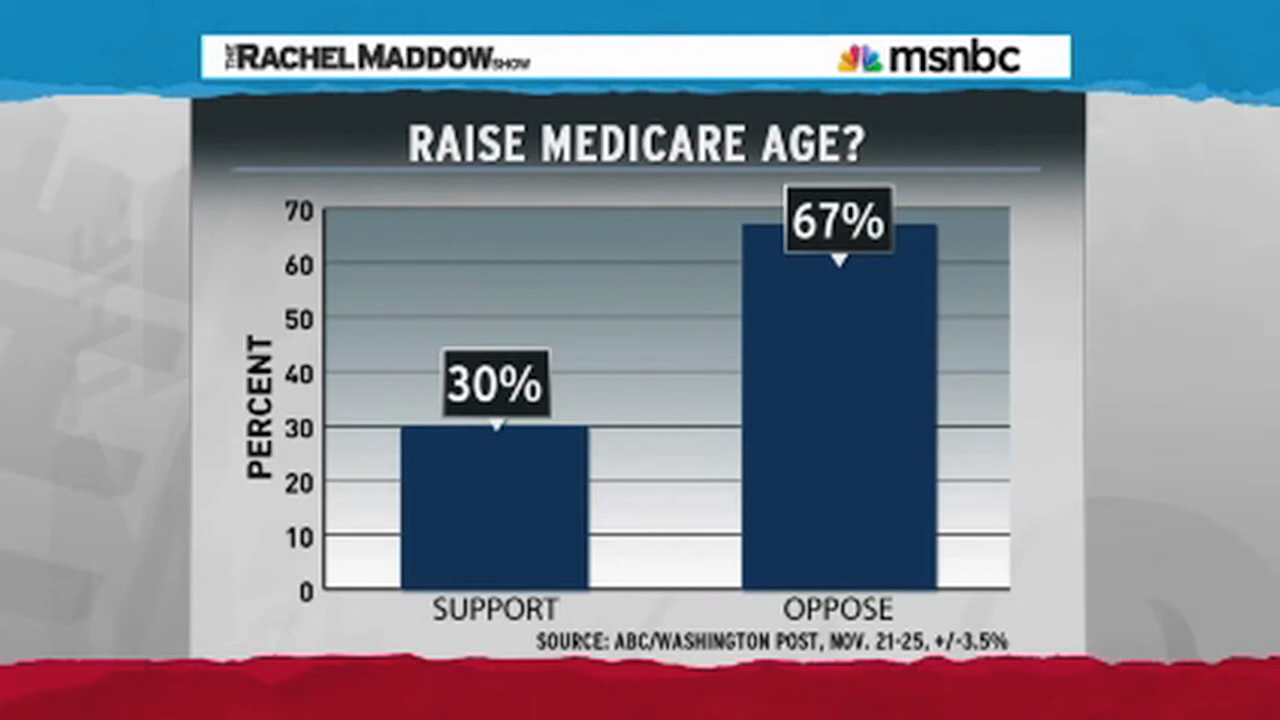 THE RACHEL MADDOW SHOW
msnbc
RAISE MEDICARE AGE?
70
60
50
40
30
20
10
0
PERCENT
67%
30%
SUPPORT
OPPOSE
SOURCE: ABC/WASHINGTON POST, NOV. 21-25, +/-3.5%